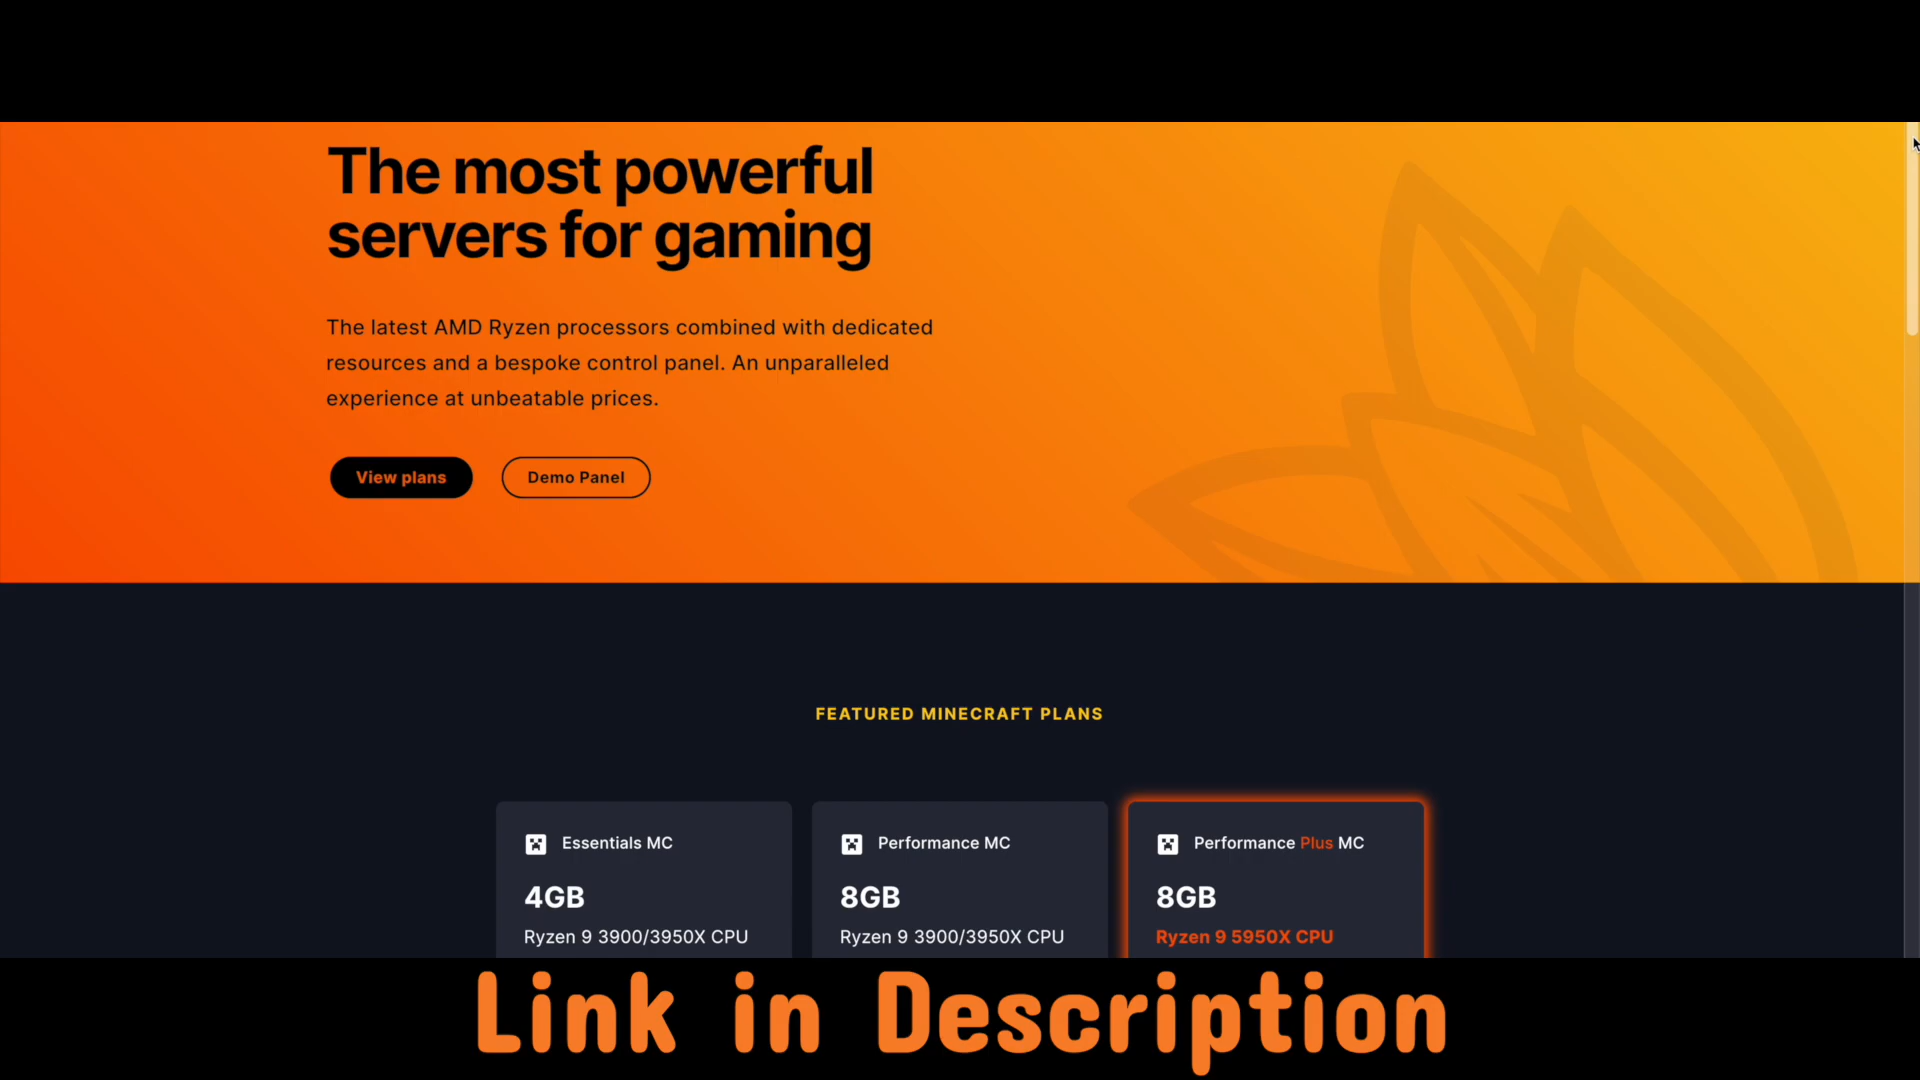 The most powerful
servers for gaming
The latest AMD Ryzen processors combined with dedicated
resources and a bespoke control panel. An unparalleled
experience at unbeatable prices.
View plans
Demo Panel
FEATURED MINECRAFT PLANS
Essentials MC
4GB
Ryzen 9 3900/3950X CPU
Performance MC
8GB
Ryzen 9 3900/3950X CPU
Performance Plus MC
8GB
Ryzen 9 5950X CPU
Link in Description